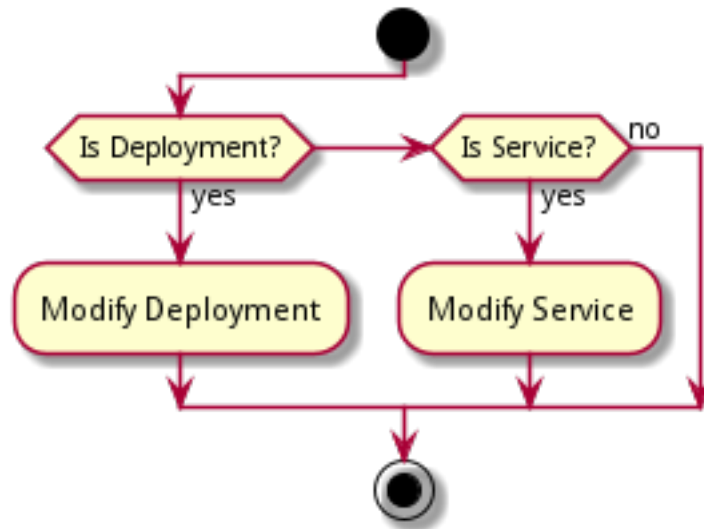 Is Deployment?
Is Service?
no
yes
yes
Modify Deployment
Modify Service